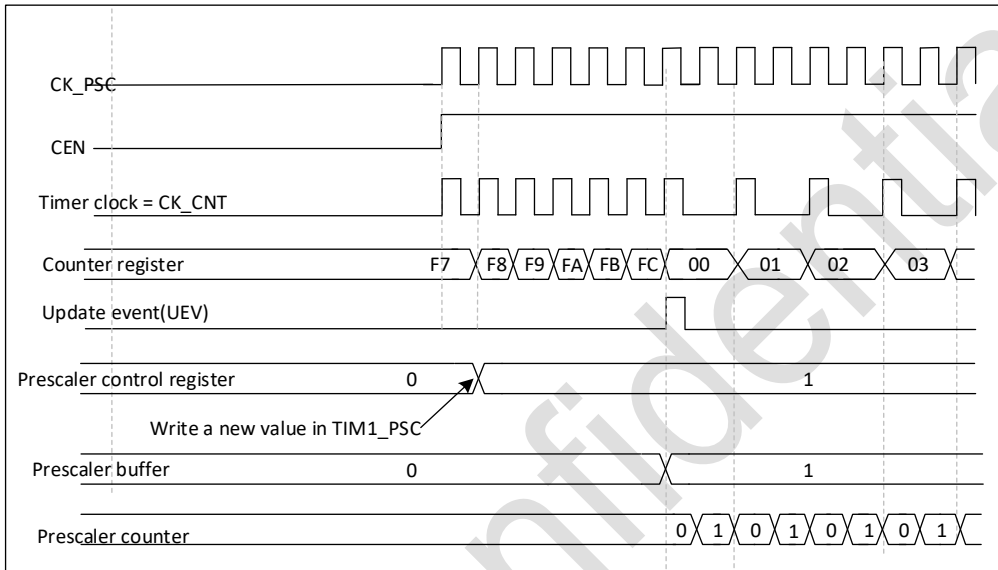 CK_PSC
CEN
Timer clock = CK_CNT
Counter register F7 F8 F9 FA FB FC 00 01 02 03
Update event(UEV)
Prescaler control register 0 1
Write a new value in TIM1_PSC
Prescaler buffer 0 1
Prescaler counter 0 1 0 1 0 1 0 1
nfidentia